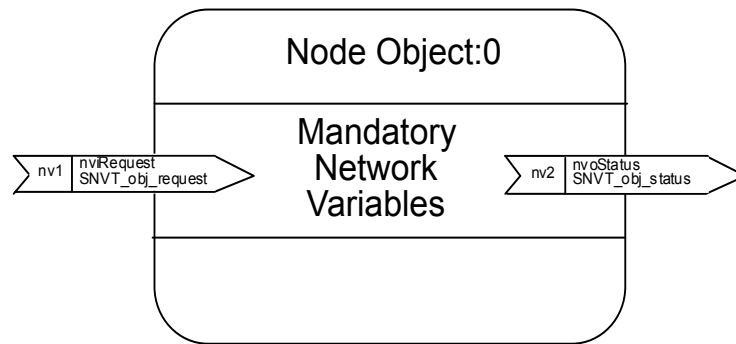 Node Object:0
Mandatory
Network
Variables
nv1
nviRequest
SNVT_obj_request
nv2
nvoStatus
SNVT_obj_status